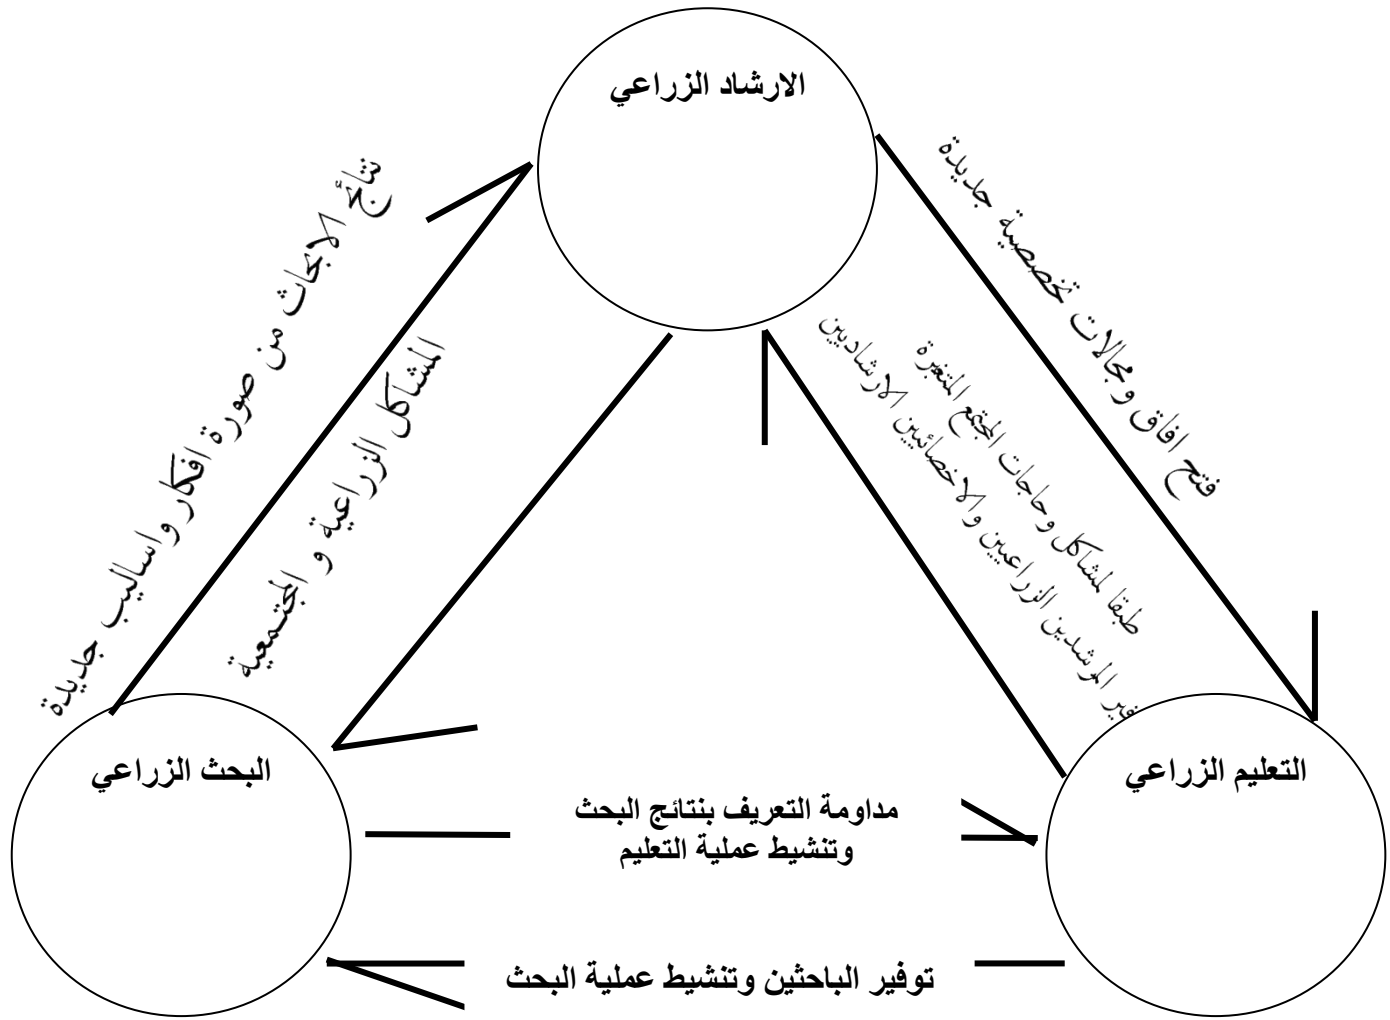 الارشاد الزراعي
نتائج الابحاث من صورة افكار واساليب جديدة
المشاكل الزراعية و المجتمعية
فتح افاق ومجالات تخصصية جديدة
طبقا لمشاكل وحاجات المجتمع المتغيرة
المرشدين الزراعيين والاخصائيين الارشاديين
البحث الزراعي
التعليم الزراعي
مداومة التعريف بنتائج البحث
وتنشيط عملية التعليم
توفير الباحثين وتنشيط عملية البحث